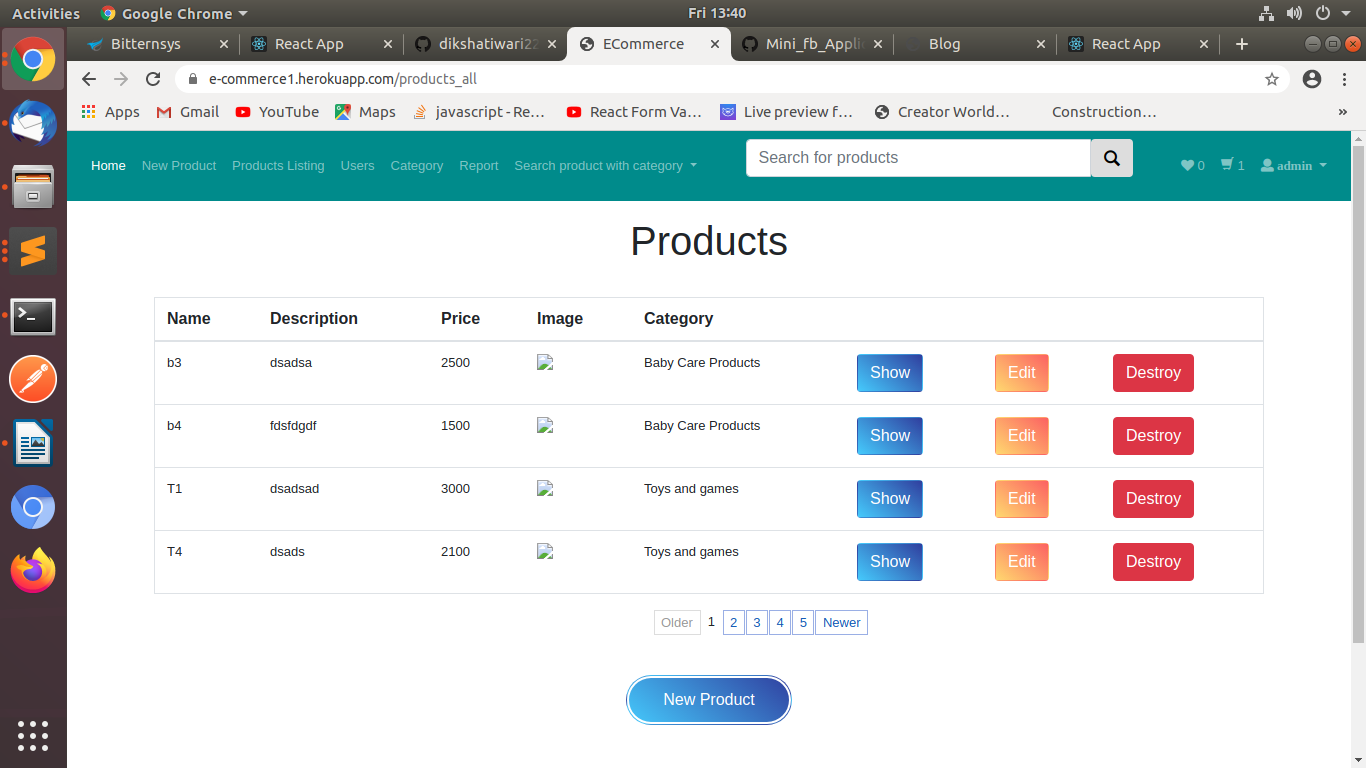 Activities Google Chrome Fri 13:40
Bitternsys React App dikshatiwari22 ECommerce Mini_fb_Appli Blog React App
e-commerce1.herokuapp.com/products_all
Apps Gmail YouTube Maps javascript - Re... React Form Va... Live preview f... Creator World... Construction... »
Home New Product Products Listing Users Category Report Search product with category Search for products 0 1 admin
Products
Name Description Price Image Category
b3 dsadsa 2500 Baby Care Products Show Edit Destroy
b4 fdsfdgdf 1500 Baby Care Products Show Edit Destroy
T1 dsadsad 3000 Toys and games Show Edit Destroy
T4 dsads 2100 Toys and games Show Edit Destroy
Older 1 2 3 4 5 Newer
New Product